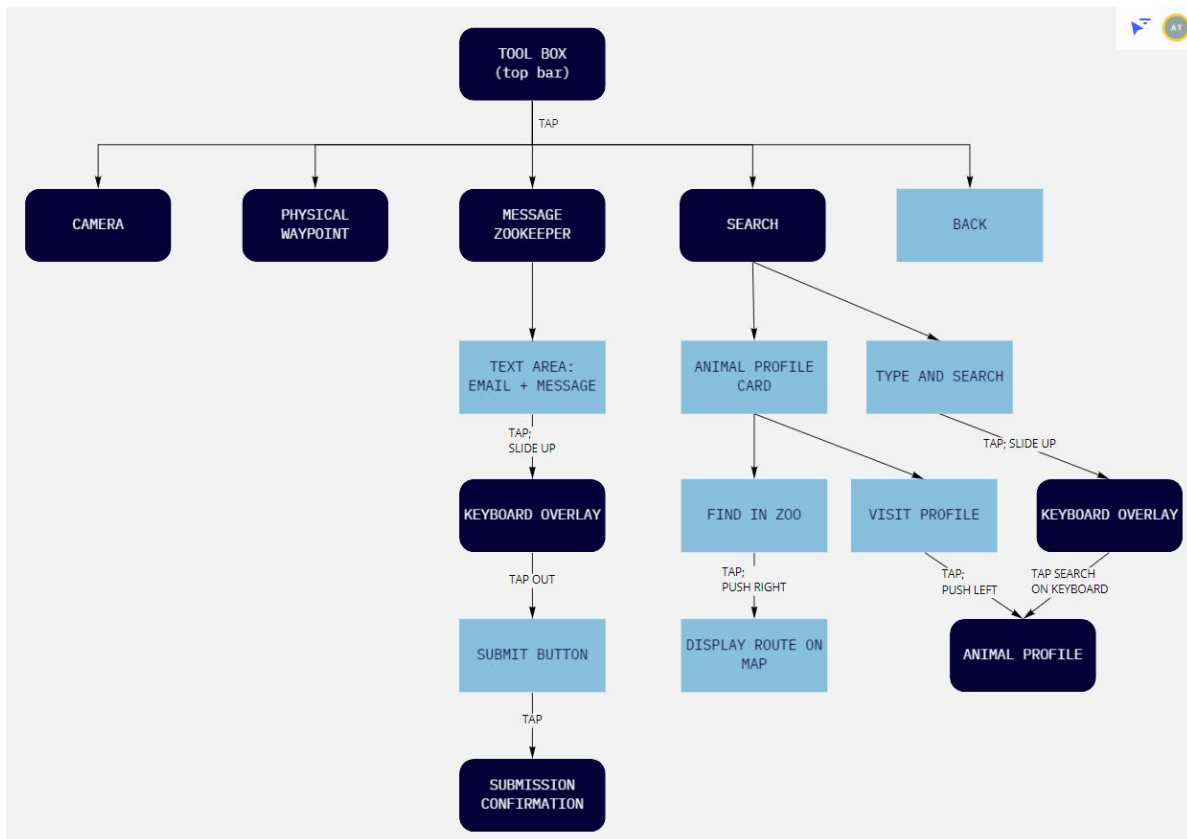 AT
TOOL BOX
(top bar)
TAP
CAMERA
PHYSICAL
WAYPOINT
MESSAGE
ZOOKEEPER
SEARCH
BACK
TEXT AREA:
EMAIL + MESSAGE
ANIMAL PROFILE
CARD
TYPE AND SEARCH
TAP;
SLIDE UP
TAP; SLIDE UP
KEYBOARD OVERLAY
FIND IN ZOO
VISIT PROFILE
KEYBOARD OVERLAY
TAP OUT
TAP;
PUSH RIGHT
TAP;
PUSH LEFT
TAP SEARCH
ON KEYBOARD
SUBMIT BUTTON
DISPLAY ROUTE ON
MAP
ANIMAL PROFILE
TAP
SUBMISSION
CONFIRMATION